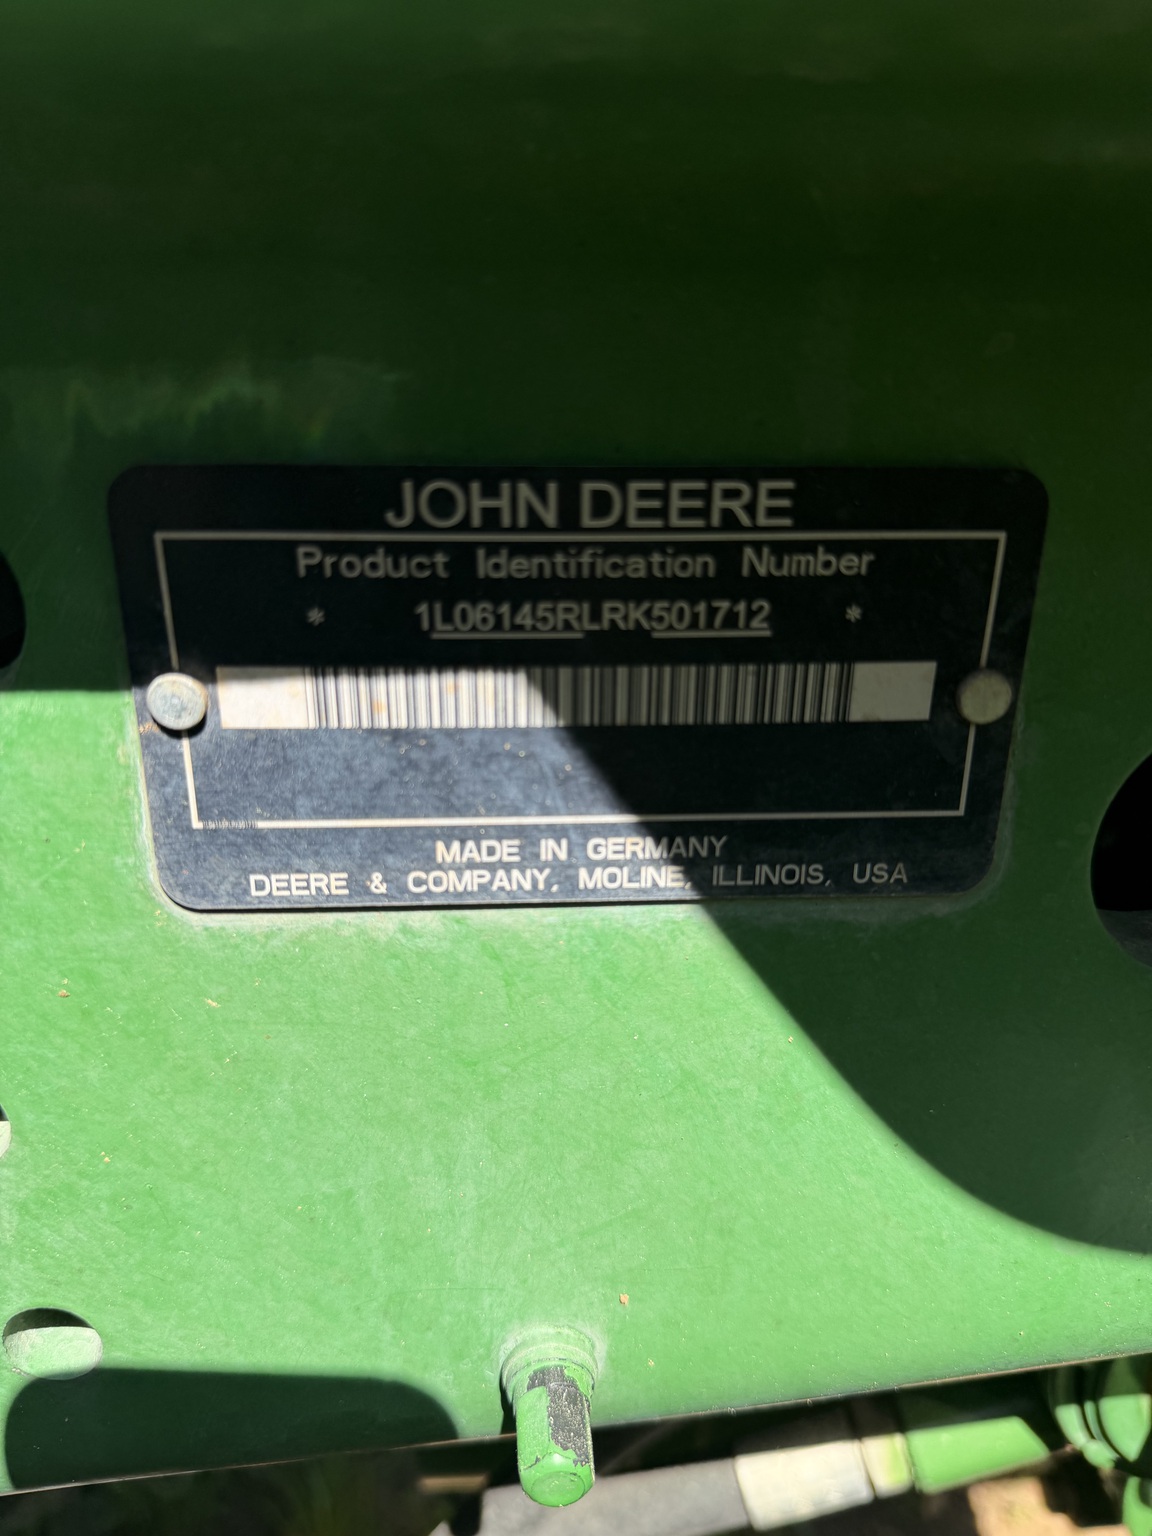 JOHN DEERE
Product Identification Number
* 1L06145RLRK501712 *
MADE IN GERMANY
DEERE & COMPANY, MOLINE, ILLINOIS, USA